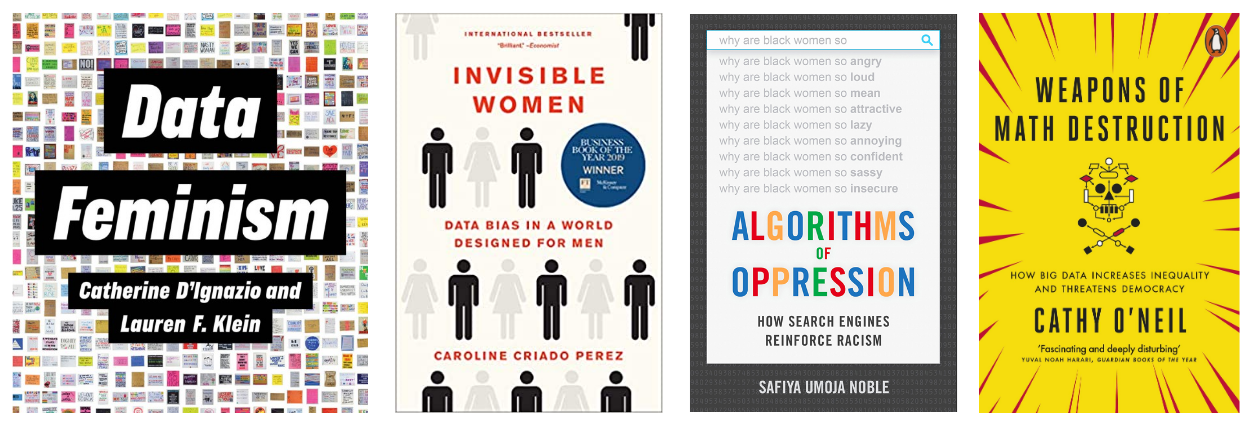 Data
Feminism
Catherine D'Ignazio and
Lauren F. Klein
INTERNATIONAL BESTSELLER
"Brilliant." –Economist
INVISIBLE
WOMEN
BUSINESS
BOOK OF THE
YEAR 2019
WINNER
DATA BIAS IN A WORLD
DESIGNED FOR MEN
CAROLINE CRIADO PEREZ
why are black women so
why are black women so angry
why are black women so loud
why are black women so mean
why are black women so attractive
why are black women so lazy
why are black women so annoying
why are black women so confident
why are black women so sassy
why are black women so insecure
ALGORITHMS
OF
OPPRESSION
HOW SEARCH ENGINES
REINFORCE RACISM
SAFIYA UMOJA NOBLE
WEAPONS OF
MATH DESTRUCTION
HOW BIG DATA INCREASES INEQUALITY
AND THREATENS DEMOCRACY
CATHY O'NEIL
'Fascinating and deeply disturbing'
YUVAL NOAH HARARI, GUARDIAN BOOKS OF THE YEAR